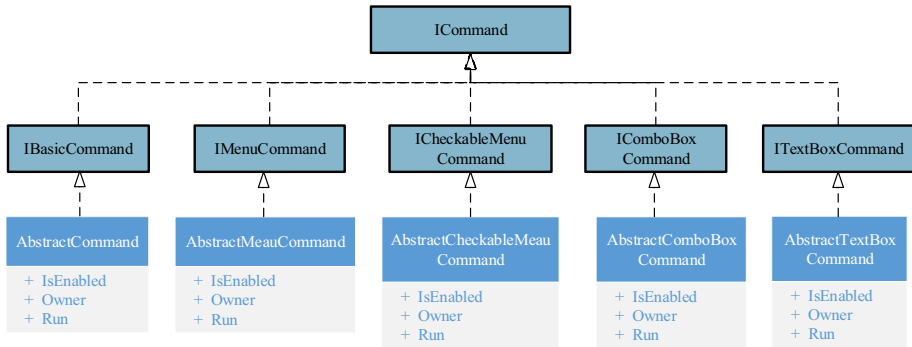 ICommand
IBasicCommand
IMenuCommand
ICheckableMenu
Command
IComboBox
Command
ITextBoxCommand
AbstractCommand
+ IsEnabled
+ Owner
+ Run
AbstractMeauCommand
+ IsEnabled
+ Owner
+ Run
AbstractCheckableMeau
Command
+ IsEnabled
+ Owner
+ Run
AbstractComboBox
Command
+ IsEnabled
+ Owner
+ Run
AbstractTextBox
Command
+ IsEnabled
+ Owner
+ Run